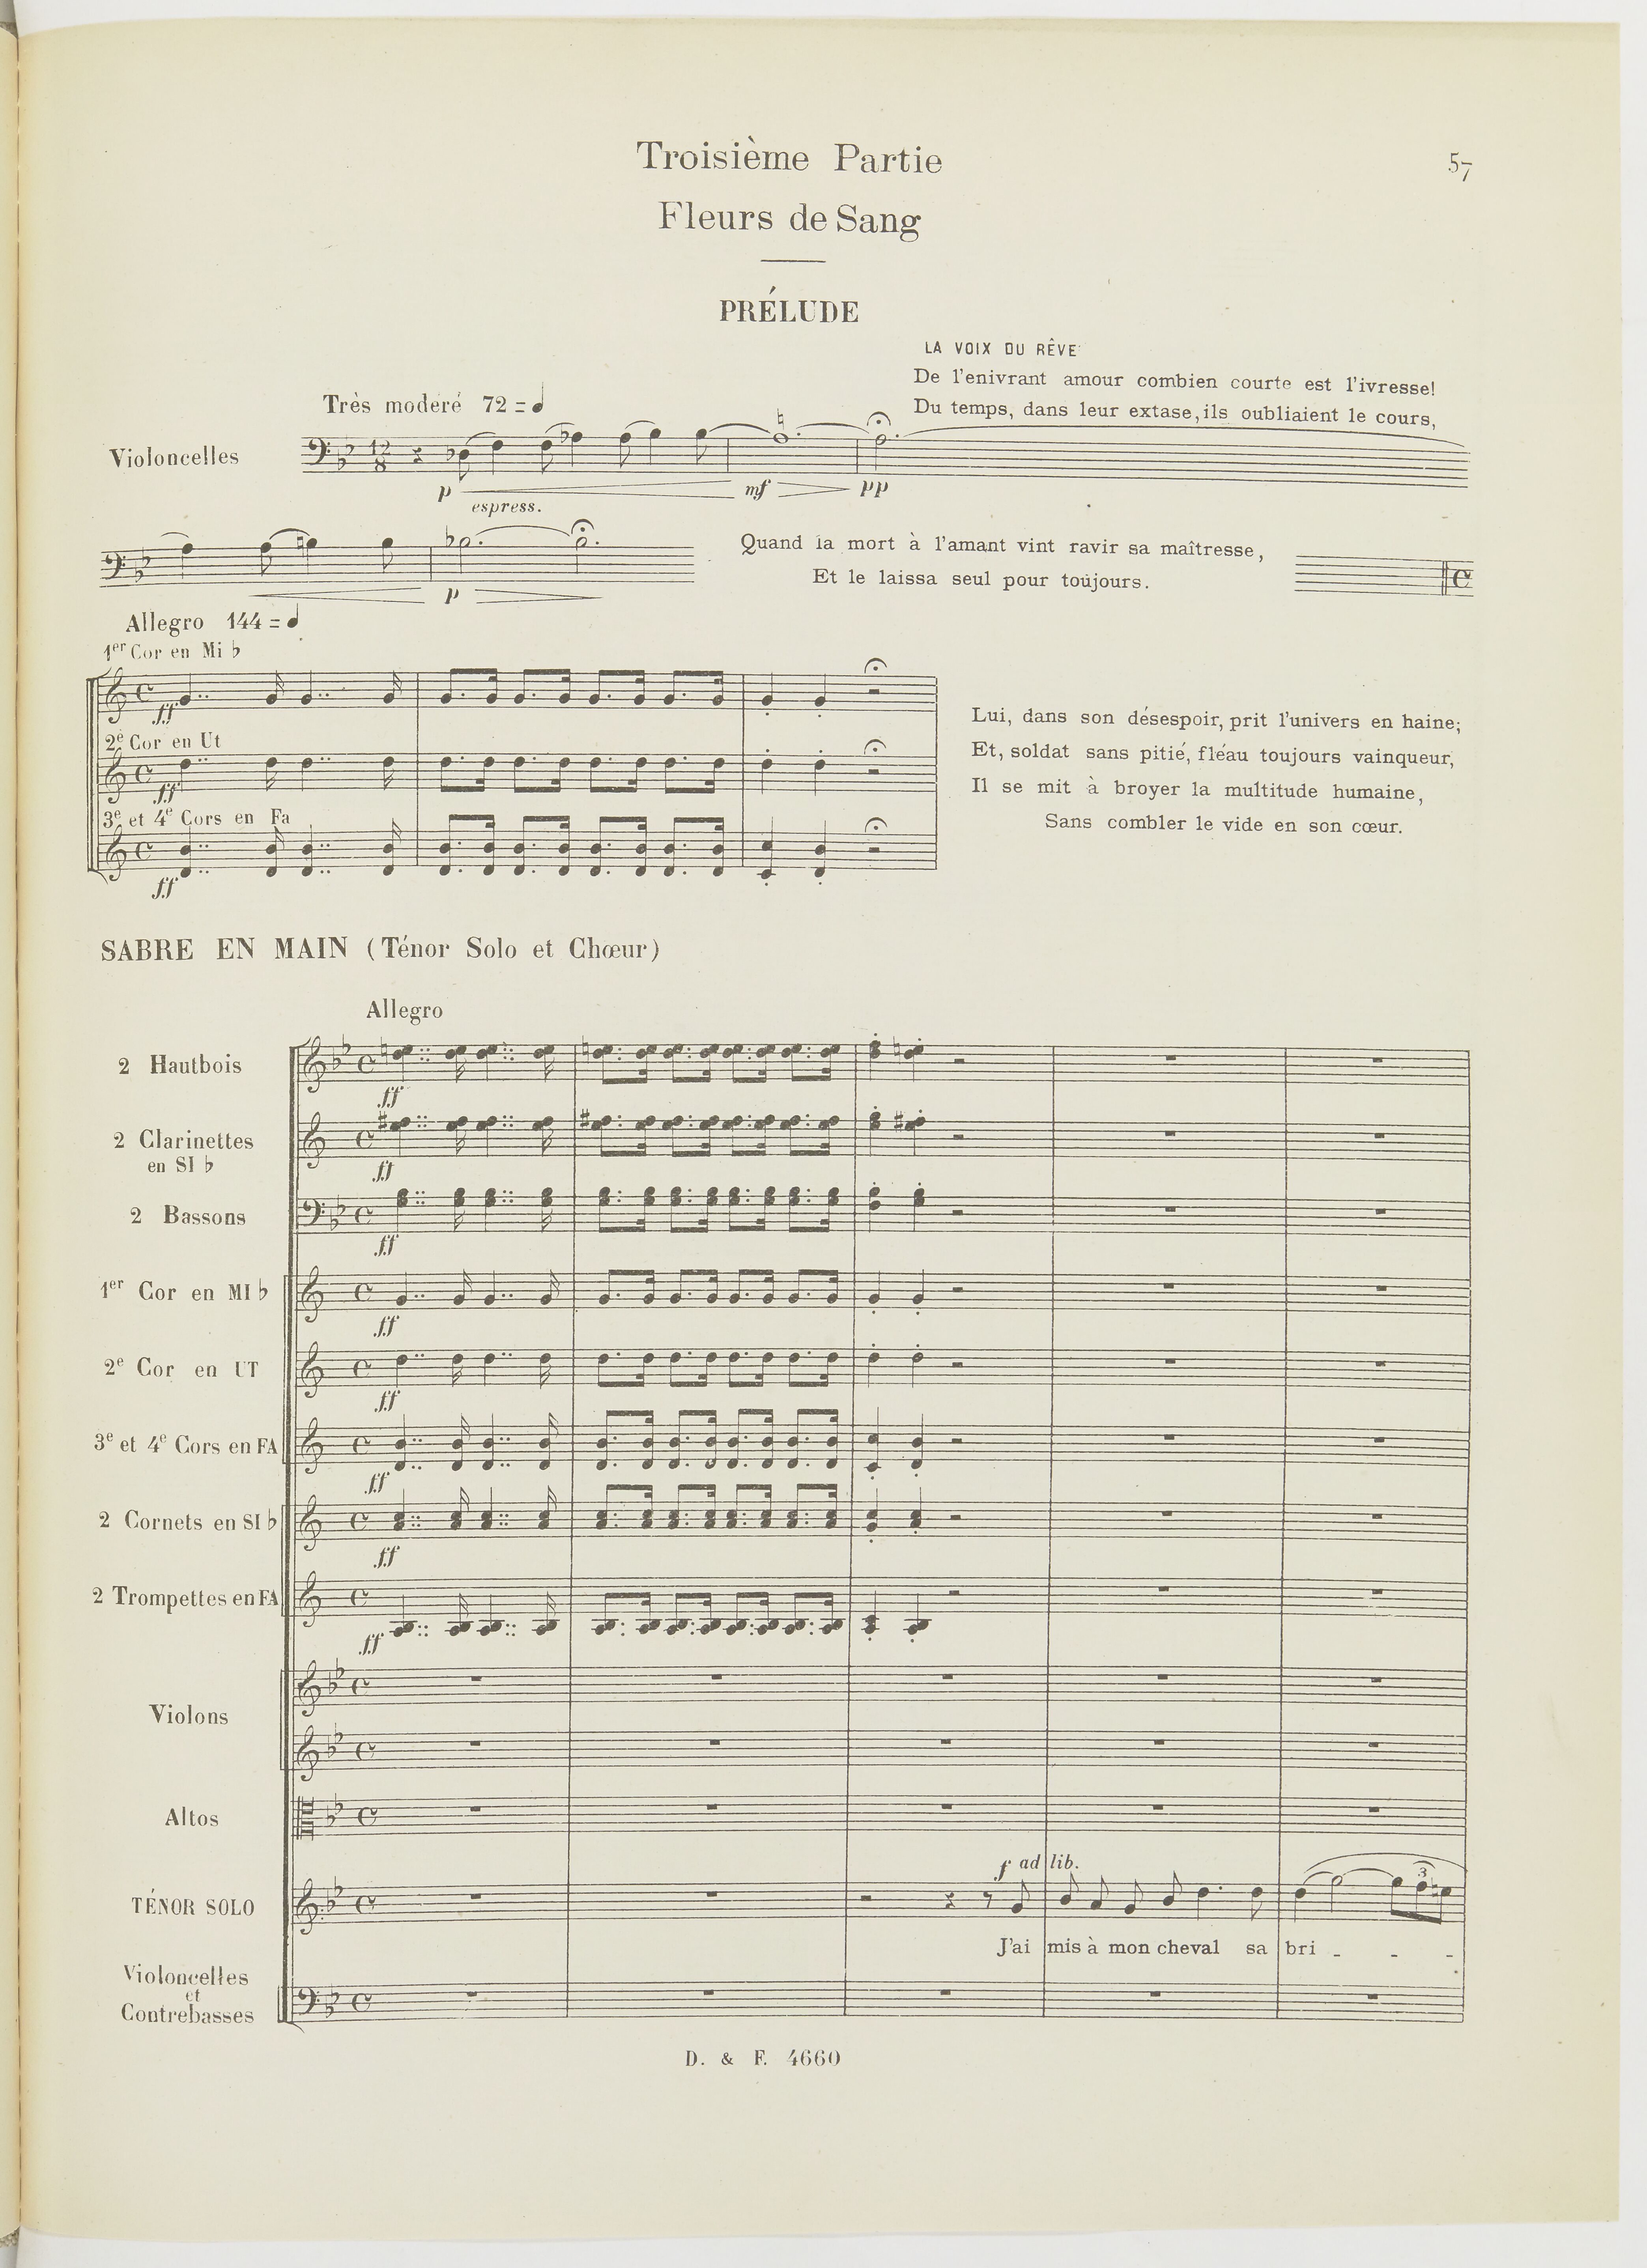 Troisième Partie
57
Fleurs de Sang
PRÉLUDE
LA VOIX DU RÊVE
De l'enivrant amour combien courte est l'ivresse!
Du temps, dans leur extase, ils oubliaient le cours,
Très moderé 72 = ♩
Violoncelles
12
8
p
mf
pp
espress.
Quand la mort à l'amant vint ravir sa maîtresse,
Et le laissa seul pour toujours.
p
Allegro 144 = ♩
1er Cor en Mi ♭
ff
2e Cor en Ut
ff
3e et 4e Cors en Fa
ff
Lui, dans son désespoir, prit l'univers en haine;
Et, soldat sans pitié, fléau toujours vainqueur,
Il se mit à broyer la multitude humaine,
Sans combler le vide en son cœur.
SABRE EN MAIN (Ténor Solo et Chœur)
Allegro
2 Hautbois
ff
2 Clarinettes
en SI ♭
ff
2 Bassons
ff
1er Cor en MI ♭
ff
2e Cor en UT
ff
3e et 4e Cors en FA
ff
2 Cornets en SI ♭
ff
2 Trompettes en FA
ff
Violons
Altos
f ad lib.
3
TÉNOR SOLO
J'ai mis à mon cheval sa bri - - -
Violoncelles
et
Contrebasses
D. & F. 4660